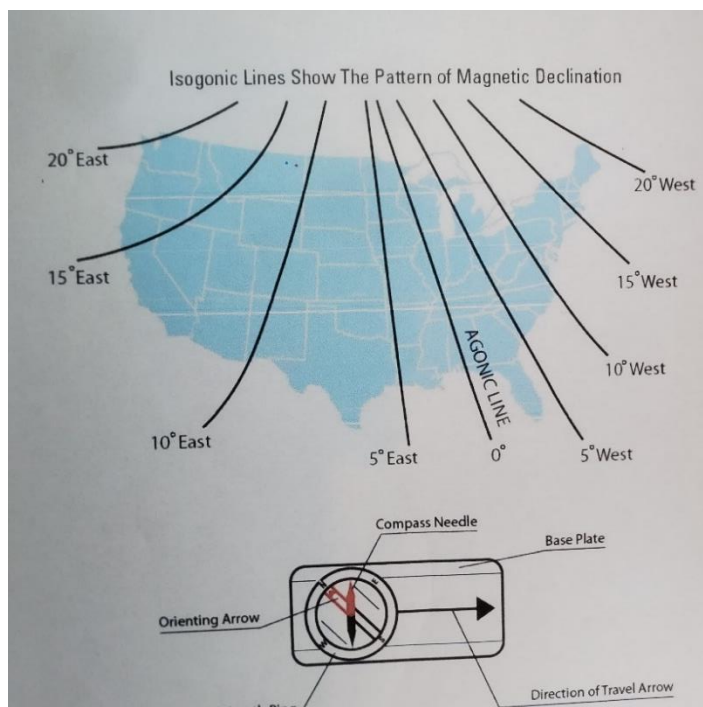 Isogonic Lines Show The Pattern of Magnetic Declination
20° East
20° West
15° East
15° West
AGONIC LINE
10° West
10° East
5° East
0°
5° West
Compass Needle
Base Plate
Orienting Arrow
Direction of Travel Arrow